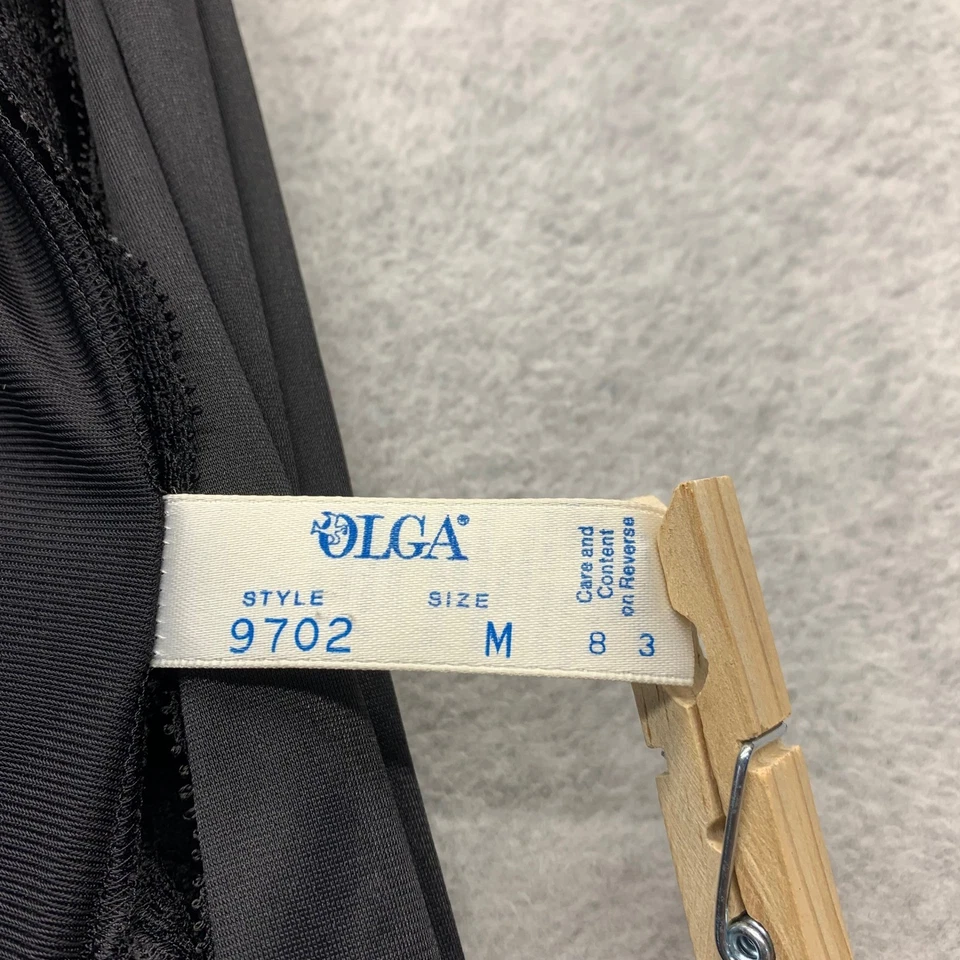 OLGA®
STYLE SIZE
9702 M 8 3
Care and
Content
on Reverse